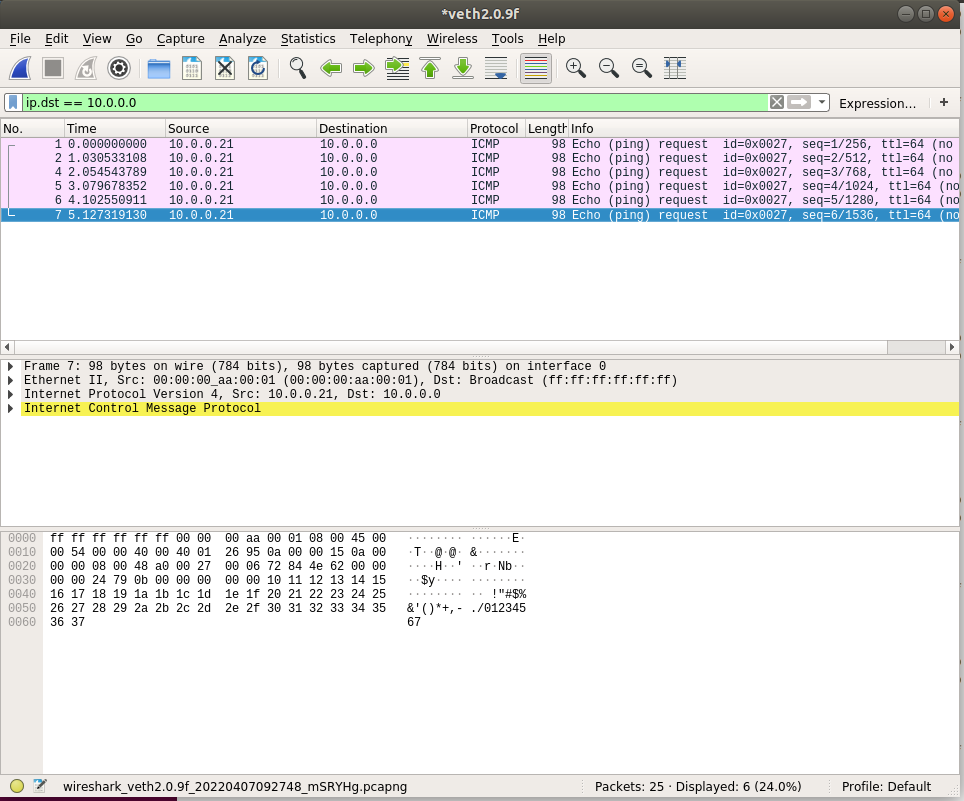 *veth2.0.9f
File Edit View Go Capture Analyze Statistics Telephony Wireless Tools Help
ip.dst == 10.0.0.0 Expression... +
No. Time Source Destination Protocol Length Info
1 0.000000000 10.0.0.21 10.0.0.0 ICMP 98 Echo (ping) request id=0x0027, seq=1/256, ttl=64 (no
2 1.030533108 10.0.0.21 10.0.0.0 ICMP 98 Echo (ping) request id=0x0027, seq=2/512, ttl=64 (no
4 2.054543789 10.0.0.21 10.0.0.0 ICMP 98 Echo (ping) request id=0x0027, seq=3/768, ttl=64 (no
5 3.079678352 10.0.0.21 10.0.0.0 ICMP 98 Echo (ping) request id=0x0027, seq=4/1024, ttl=64 (no
6 4.102550911 10.0.0.21 10.0.0.0 ICMP 98 Echo (ping) request id=0x0027, seq=5/1280, ttl=64 (no
7 5.127319130 10.0.0.21 10.0.0.0 ICMP 98 Echo (ping) request id=0x0027, seq=6/1536, ttl=64 (no
Frame 7: 98 bytes on wire (784 bits), 98 bytes captured (784 bits) on interface 0
Ethernet II, Src: 00:00:00_aa:00:01 (00:00:00:aa:00:01), Dst: Broadcast (ff:ff:ff:ff:ff:ff)
Internet Protocol Version 4, Src: 10.0.0.21, Dst: 10.0.0.0
Internet Control Message Protocol
0000 ff ff ff ff ff ff 00 00 00 aa 00 01 08 00 45 00 ········ ······E·
0010 00 54 00 00 40 00 40 01 26 95 0a 00 00 15 0a 00 ·T··@·@· &·······
0020 00 00 08 00 48 a0 00 27 00 06 72 84 4e 62 00 00 ····H··' ··r·Nb··
0030 00 00 24 79 0b 00 00 00 00 00 10 11 12 13 14 15 ··$y···· ········
0040 16 17 18 19 1a 1b 1c 1d 1e 1f 20 21 22 23 24 25 ········ ·· !"#$%
0050 26 27 28 29 2a 2b 2c 2d 2e 2f 30 31 32 33 34 35 &'()*+,- ./012345
0060 36 37 67
wireshark_veth2.0.9f_20220407092748_mSRYHg.pcapng Packets: 25 · Displayed: 6 (24.0%) Profile: Default